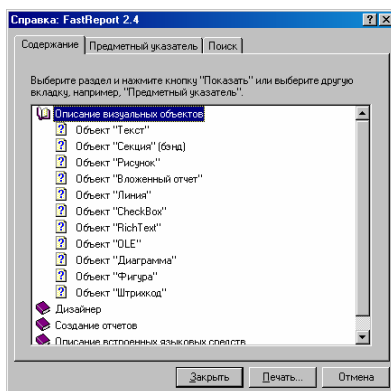 Справка: FastReport 2.4
Содержание
Предметный указатель
Поиск
Выберите раздел и нажмите кнопку "Показать" или выберите другую
вкладку, например, "Предметный указатель".
Описание визуальных объектов
Объект "Текст"
Объект "Секция" (бэнд)
Объект "Рисунок"
Объект "Вложенный отчет"
Объект "Линия"
Объект "CheckBox"
Объект "RichText"
Объект "OLE"
Объект "Диаграмма"
Объект "Фигура"
Объект "Штрихкод"
Дизайнер
Создание отчетов
Описание встроенных языковых средств
Закрыть
Печать...
Отмена